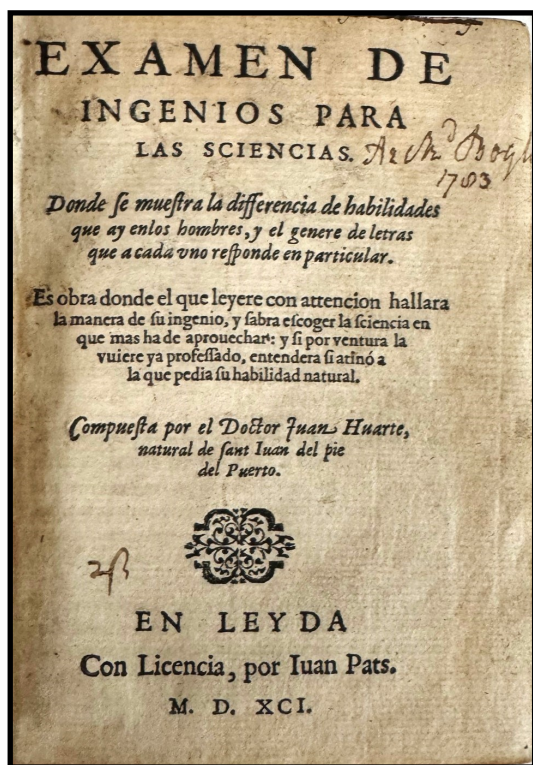 EXAMEN DE
INGENIOS PARA
LAS SCIENCIAS.
1783
Donde ſe mueſtra la differencia de habilidades
que ay enlos hombres, y el genere de letras
que a cada vno reſponde en particular.
Es obra donde el que leyere con attencion hallara
la manera de ſu ingenio, y ſabra eſcoger la ſciencia en
que mas ha de aprouechar: y ſi por ventura la
vuiere ya profeſſado, entendera ſi atinó a
la que pedia ſu habilidad natural.
Compueſta por el Doctor Juan Huarte,
natural de ſant Iuan del pie
del Puerto.
EN LEYDA
Con Licencia, por Iuan Pats.
M. D. XCI.